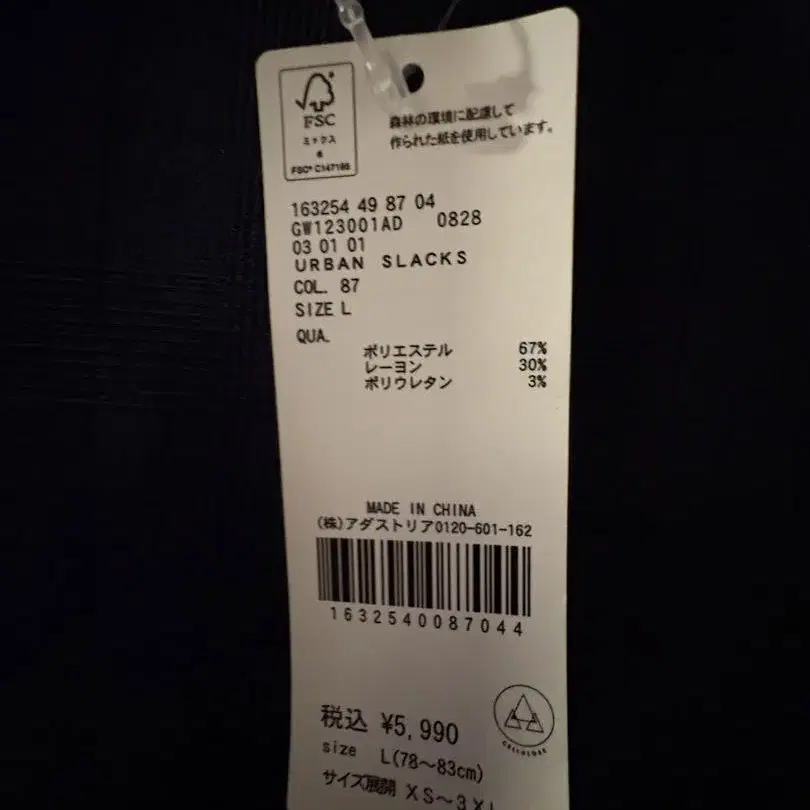 FSC
ミックス
FSC® C147195
森林の環境に配慮して
作られた紙を使用しています。
163254 49 87 04
GW123001AD 0828
03 01 01
URBAN SLACKS
COL. 87
SIZE L
QUA.
ポリエステル 67%
レーヨン 30%
ポリウレタン 3%
MADE IN CHINA
(株)アダストリア0120-601-162
1632540087044
税込 ¥5,990
CELLULOSE
size L(78〜83cm)
サイズ展開 XS〜3XL